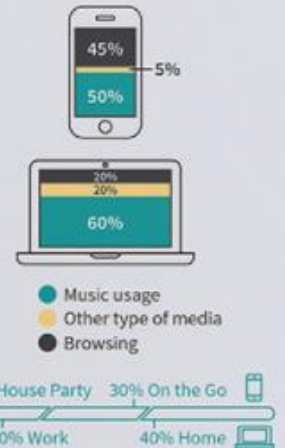 45%
5%
50%
20%
20%
60%
Music usage
Other type of media
Browsing
House Party 30% On the Go
Work 40% Home